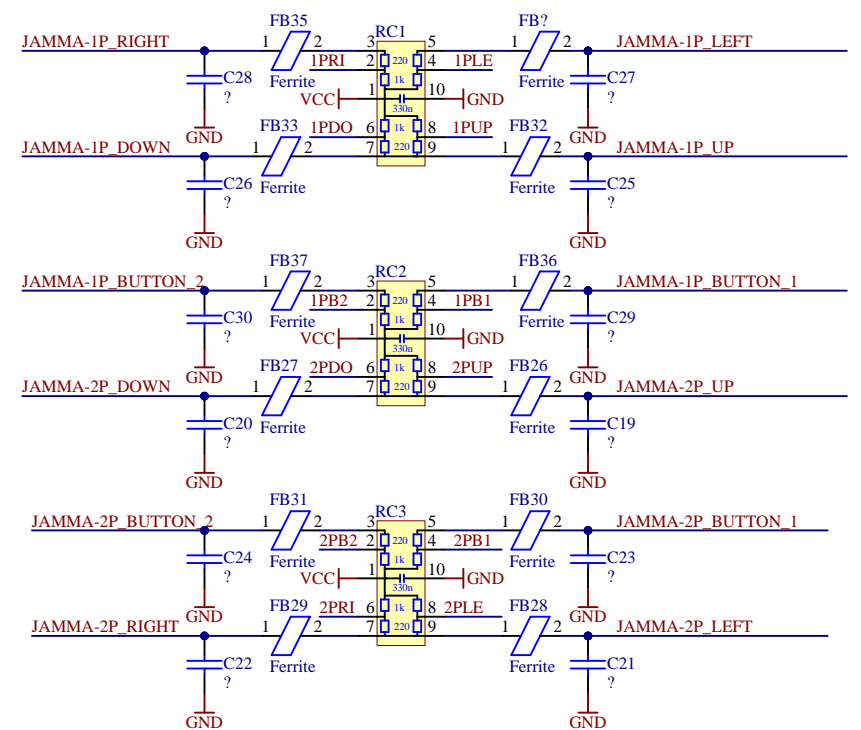 FB35 RC1 FB?
JAMMA-1P_RIGHT 1 2 3 5 1 2 JAMMA-1P_LEFT
1PRI 2 220 4 1PLE
C28 Ferrite 1k Ferrite C27
? VCC 1 10 GND ?
330n
GND FB33 1PDO 6 1k 8 1PUP FB32 GND
JAMMA-1P_DOWN 1 2 7 220 9 1 2 JAMMA-1P_UP
C26 Ferrite Ferrite C25
? ?
GND GND
FB37 RC2 FB36
JAMMA-1P_BUTTON_2 1 2 3 5 1 2 JAMMA-1P_BUTTON_1
1PB2 2 220 4 1PB1
C30 Ferrite 1k Ferrite C29
? VCC 1 10 GND ?
330n
GND FB27 2PDO 6 1k 8 2PUP FB26 GND
JAMMA-2P_DOWN 1 2 7 220 9 1 2 JAMMA-2P_UP
C20 Ferrite Ferrite C19
? ?
GND GND
FB31 RC3 FB30
JAMMA-2P_BUTTON_2 1 2 3 5 1 2 JAMMA-2P_BUTTON_1
2PB2 2 220 4 2PB1
C24 Ferrite 1k Ferrite C23
? VCC 1 10 GND ?
330n
GND FB29 2PRI 6 1k 8 2PLE FB28 GND
JAMMA-2P_RIGHT 1 2 7 220 9 1 2 JAMMA-2P_LEFT
C22 Ferrite Ferrite C21
? ?
GND GND